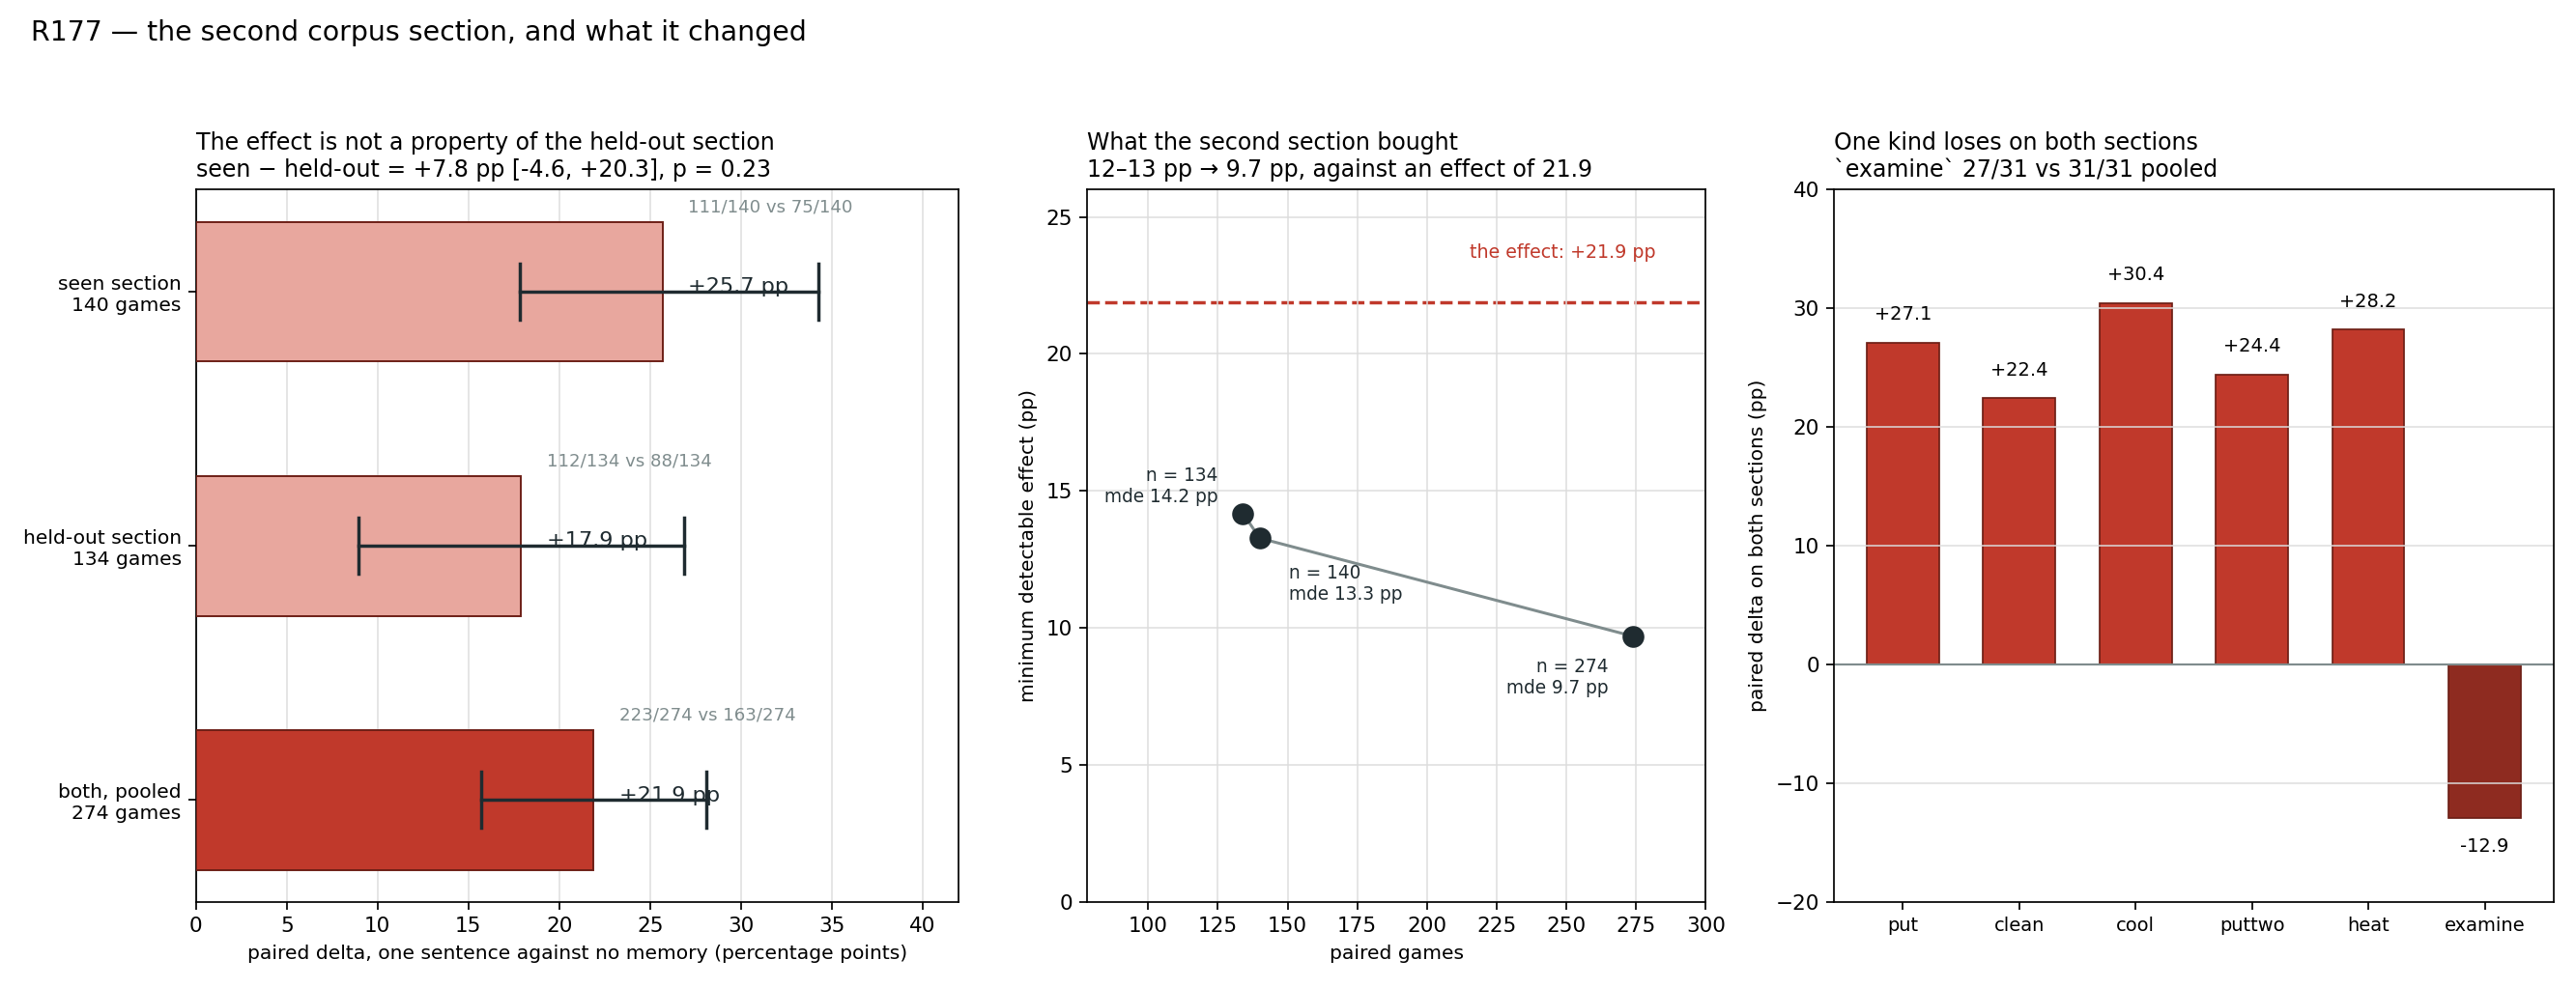 R177 — the second corpus section, and what it changed
The effect is not a property of the held-out section
seen − held-out = +7.8 pp [-4.6, +20.3], p = 0.23
111/140 vs 75/140
seen section
140 games
+25.7 pp
112/134 vs 88/134
held-out section
134 games
+17.9 pp
223/274 vs 163/274
both, pooled
274 games
+21.9 pp
0 5 10 15 20 25 30 35 40
paired delta, one sentence against no memory (percentage points)
What the second section bought
12–13 pp → 9.7 pp, against an effect of 21.9
minimum detectable effect (pp)
25
20
15
10
5
0
the effect: +21.9 pp
n = 134
mde 14.2 pp
n = 140
mde 13.3 pp
n = 274
mde 9.7 pp
100 125 150 175 200 225 250 275 300
paired games
One kind loses on both sections
`examine` 27/31 vs 31/31 pooled
paired delta on both sections (pp)
40
30
20
10
0
−10
−20
+27.1
+22.4
+30.4
+24.4
+28.2
-12.9
put clean cool puttwo heat examine